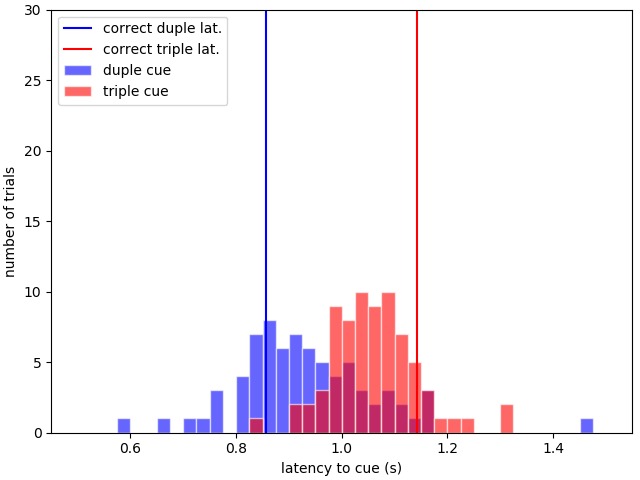 30
25
20
15
10
5
0
number of trials
correct duple lat.
correct triple lat.
duple cue
triple cue
0.6 0.8 1.0 1.2 1.4
latency to cue (s)